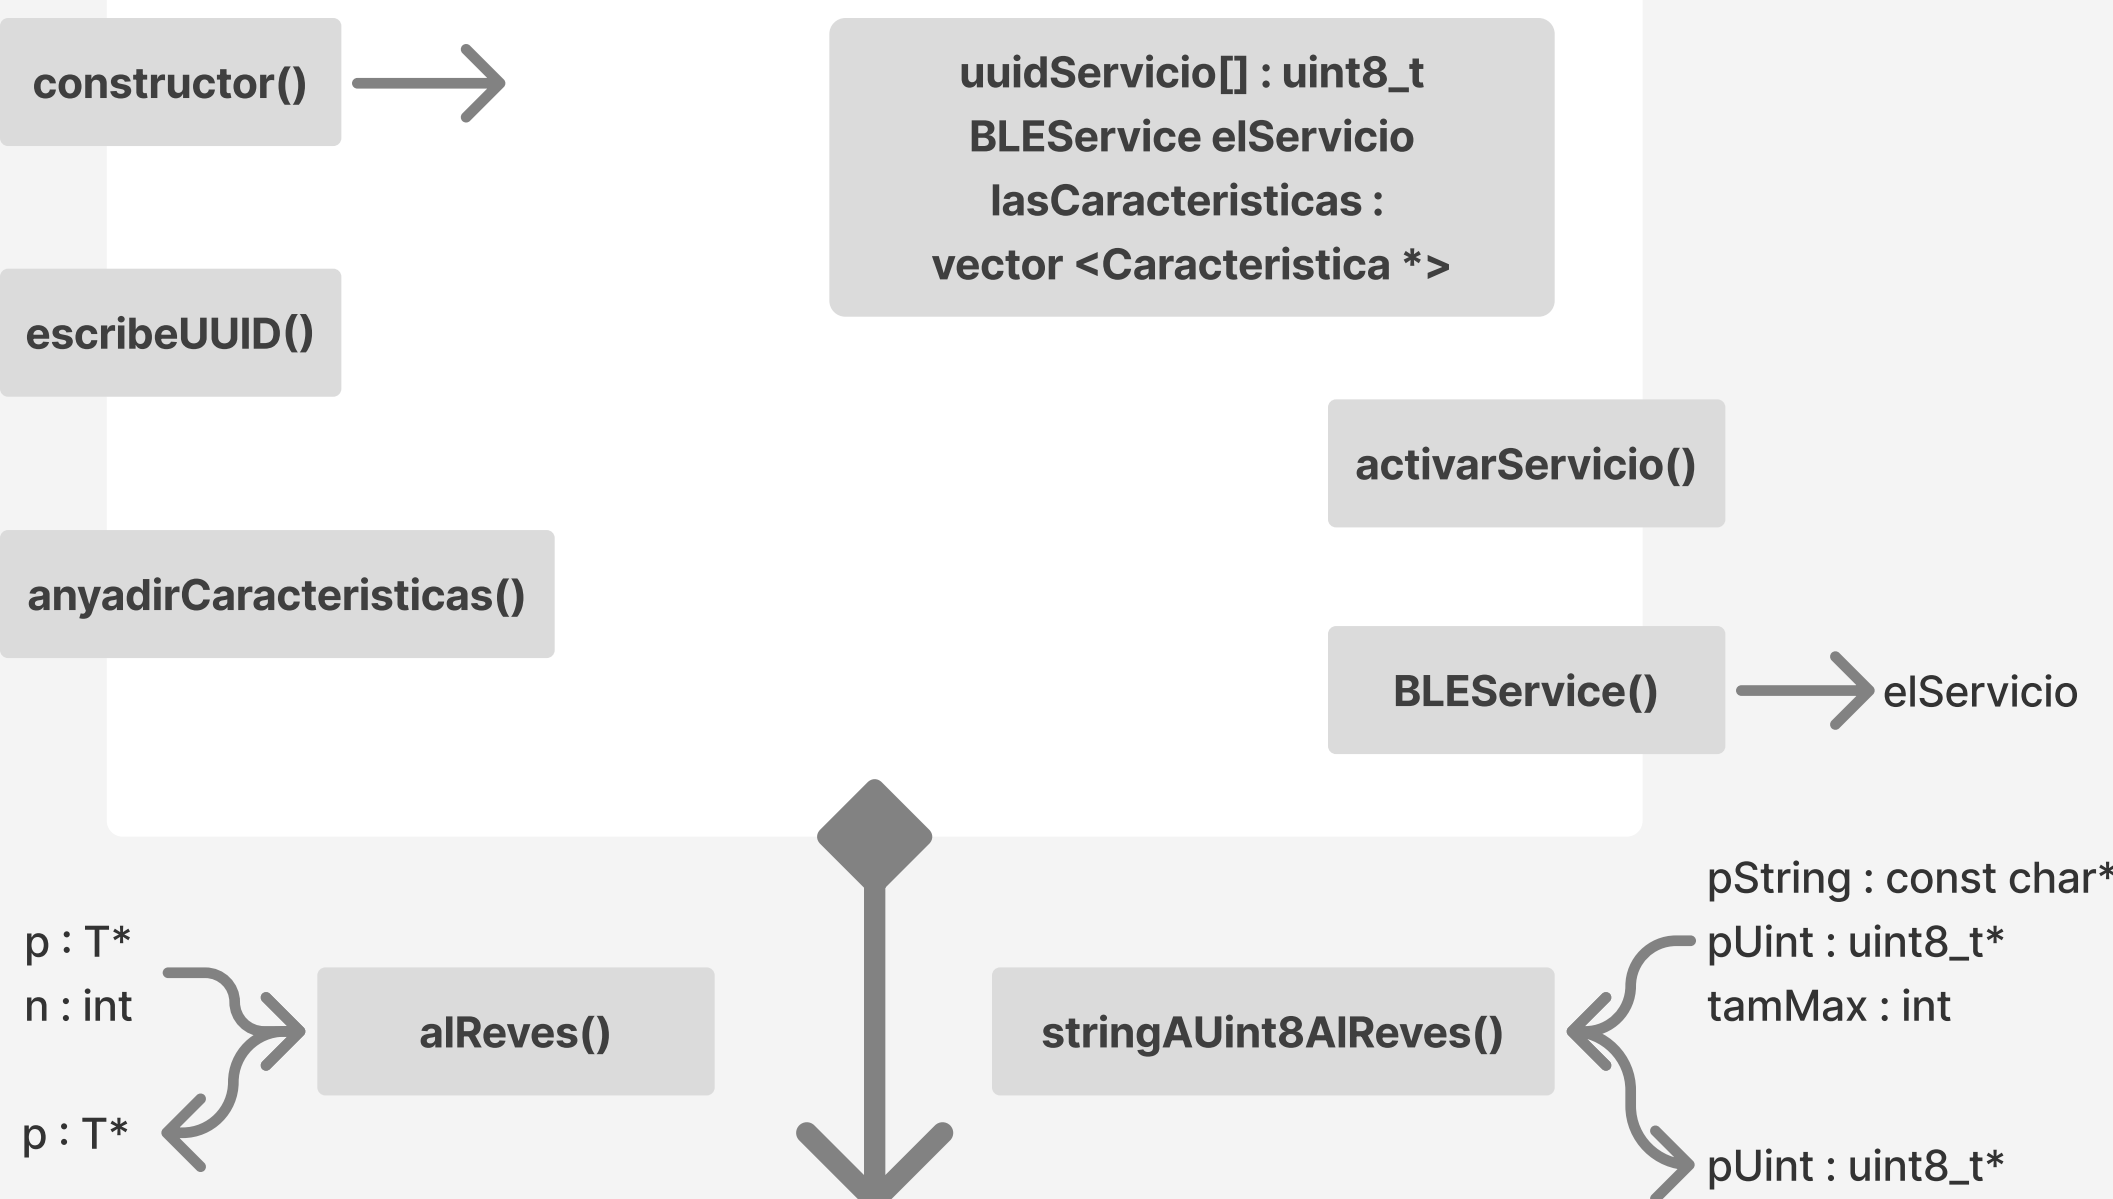 constructor()
uuidServicio[] : uint8_t
BLEService elServicio
lasCaracteristicas :
vector <Caracteristica *>
escribeUUID()
activarServicio()
anyadirCaracteristicas()
BLEService()
elServicio
p : T*
n : int
alReves()
p : T*
stringAUint8AlReves()
pString : const char*
pUint : uint8_t*
tamMax : int
pUint : uint8_t*